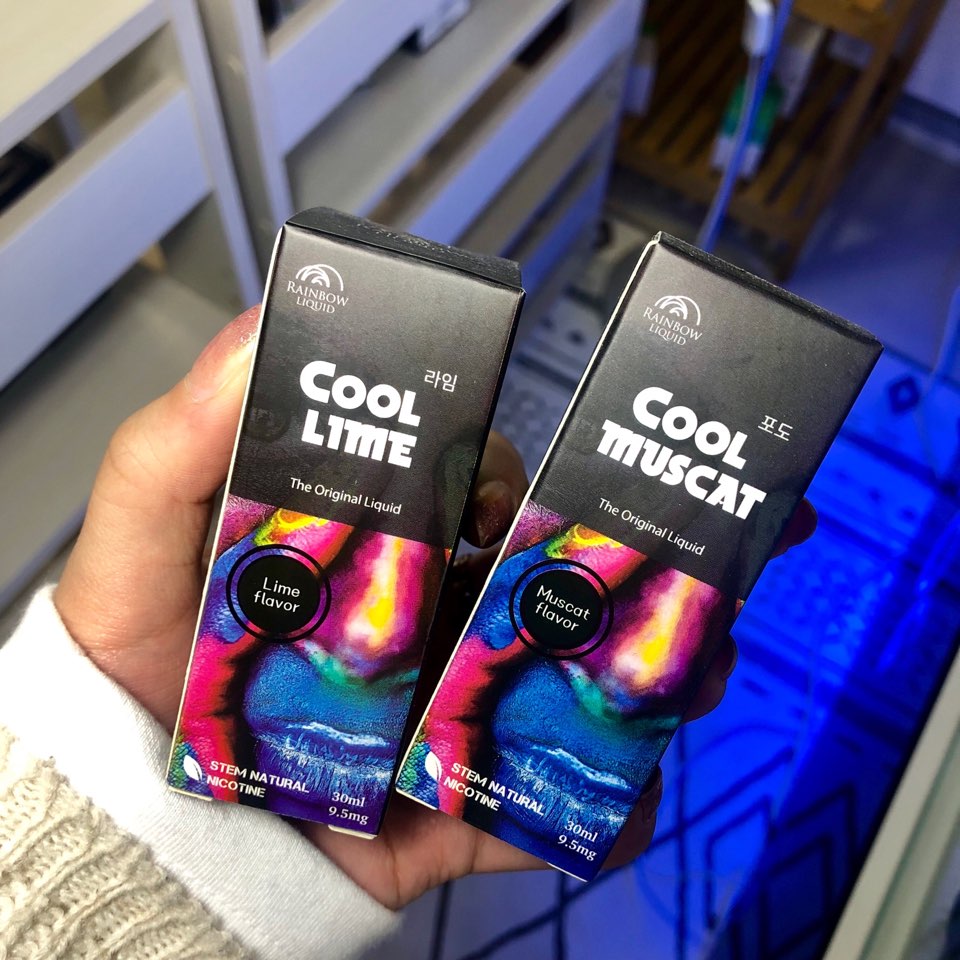 RAINBOW
LIQUID
COOL
라임
LIME
The Original Liquid
Lime
flavor
STEM NATURAL
NICOTINE
30ml
9.5mg
RAINBOW
LIQUID
COOL
포도
MUSCAT
The Original Liquid
Muscat
flavor
STEM NATURAL
NICOTINE
30ml
9.5mg